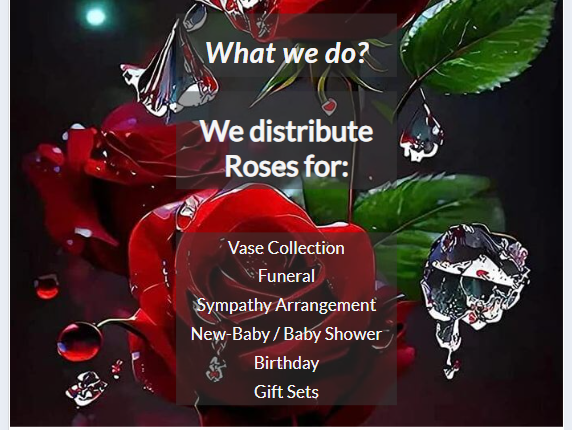 What we do?
We distribute
Roses for:
Vase Collection
Funeral
Sympathy Arrangement
New-Baby / Baby Shower
Birthday
Gift Sets